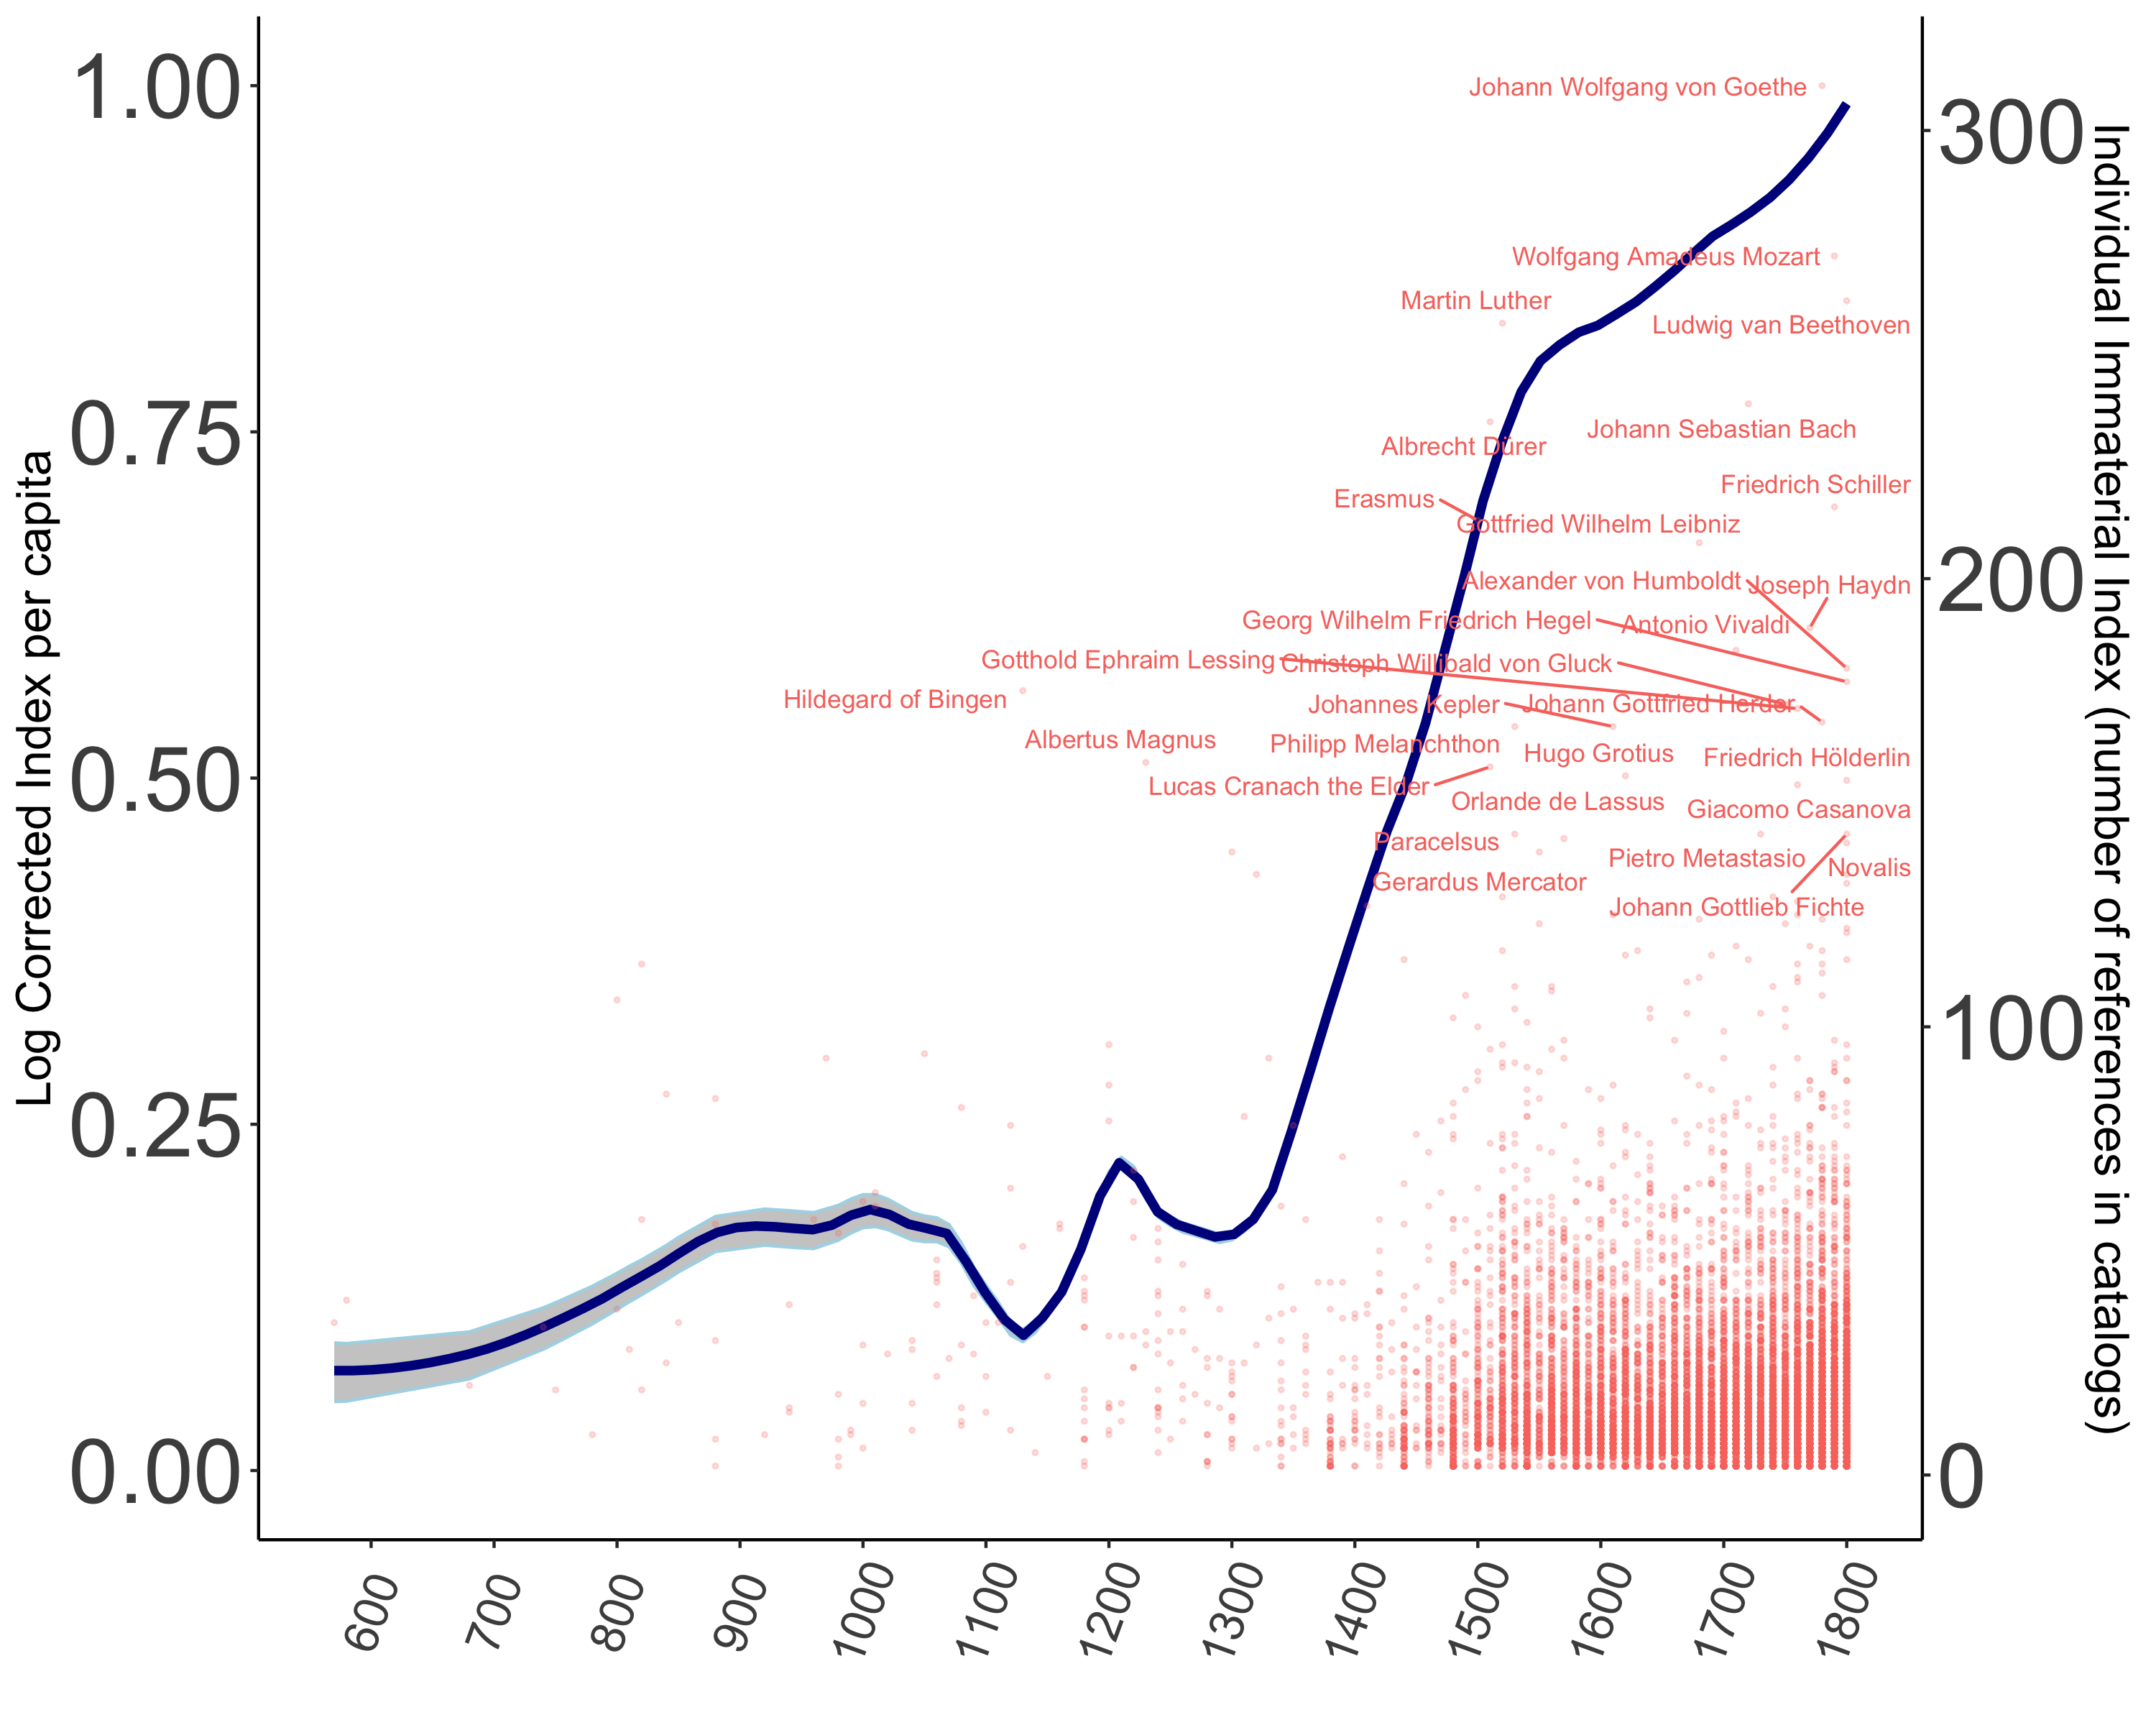 Log Corrected Index per capita
1.00
0.75
0.50
0.25
0.00
Johann Wolfgang von Goethe
Wolfgang Amadeus Mozart
Martin Luther
Ludwig van Beethoven
Johann Sebastian Bach
Albrecht Dürer
Friedrich Schiller
Erasmus
Gottfried Wilhelm Leibniz
Alexander von Humboldt
Joseph Haydn
Georg Wilhelm Friedrich Hegel
Antonio Vivaldi
Gotthold Ephraim Lessing
Christoph Willibald von Gluck
Hildegard of Bingen
Johannes Kepler
Johann Gottfried Herder
Albertus Magnus
Philipp Melanchthon
Hugo Grotius
Friedrich Hölderlin
Lucas Cranach the Elder
Orlande de Lassus
Giacomo Casanova
Paracelsus
Pietro Metastasio
Novalis
Gerardus Mercator
Johann Gottlieb Fichte
300
200
100
0
Individual Immaterial Index (number of references in catalogs)
600
700
800
900
1000
1100
1200
1300
1400
1500
1600
1700
1800